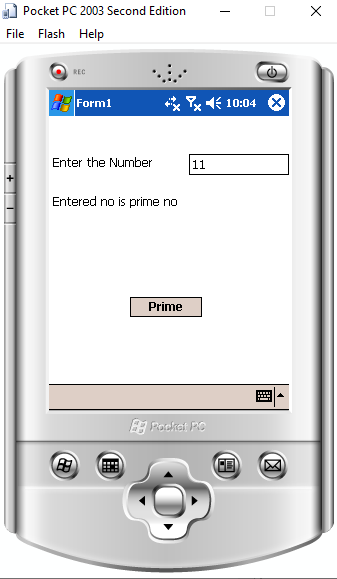 Pocket PC 2003 Second Edition
File Flash Help
REC
Form1 10:04
Enter the Number 11
Entered no is prime no
Prime
Pocket PC